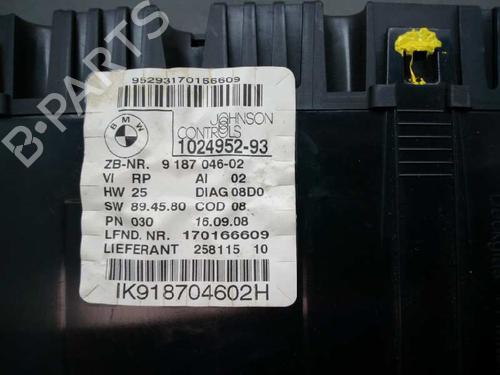 95293170166609
BMW
JOHNSON
CONTROLS
1024952-93
ZB-NR. 9 187 046-02
VI RP AI 02
HW 25 DIAG 08D0
SW 89.45.80 COD 08
PN 030 16.09.08
LFND. NR. 170166609
LIEFERANT 258115 10
IK918704602H
B-PARTS